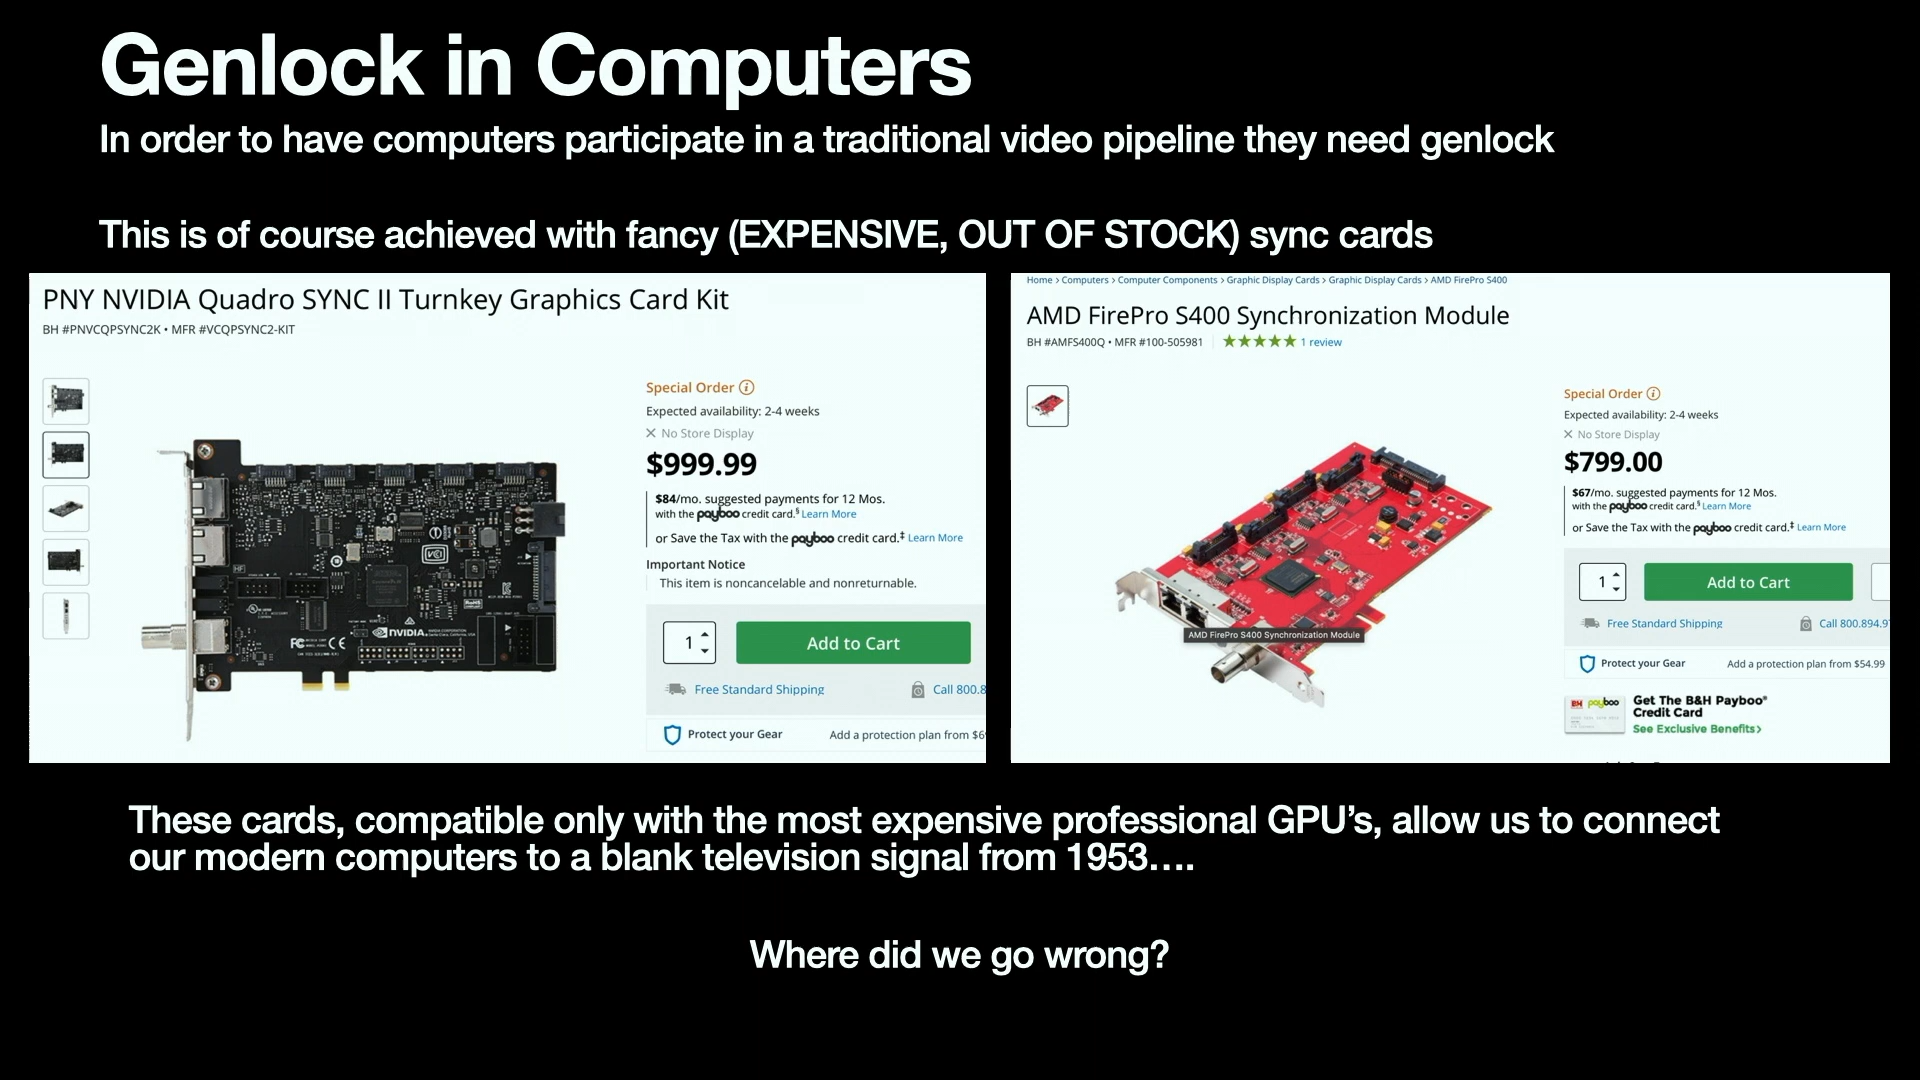 Genlock in Computers
In order to have computers participate in a traditional video pipeline they need genlock
This is of course achieved with fancy (EXPENSIVE, OUT OF STOCK) sync cards
PNY NVIDIA Quadro SYNC II Turnkey Graphics Card Kit
BH #PNVCQPSYNC2K • MFR #VCQPSYNC2-KIT
Special Order
Expected availability: 2-4 weeks
No Store Display
$999.99
$84/mo. suggested payments for 12 Mos.
with the payboo credit card.§ Learn More
or Save the Tax with the payboo credit card.‡ Learn More
Important Notice
This item is noncancelable and nonreturnable.
1
Add to Cart
Free Standard Shipping
Call 800.8
Protect your Gear
Add a protection plan from $6
NVIDIA
FC CE
Home > Computers > Computer Components > Graphic Display Cards > Graphic Display Cards > AMD FirePro S400
AMD FirePro S400 Synchronization Module
BH #AMFS400Q • MFR #100-505981
1 review
Special Order
Expected availability: 2-4 weeks
No Store Display
$799.00
$67/mo. suggested payments for 12 Mos.
with the payboo credit card.§ Learn More
or Save the Tax with the payboo credit card.‡ Learn More
1
Add to Cart
Free Standard Shipping
Call 800.894.9
Protect your Gear
Add a protection plan from $54.99
BH payboo
Get The B&H Payboo®
Credit Card
See Exclusive Benefits>
AMD FirePro S400 Synchronization Module
These cards, compatible only with the most expensive professional GPU’s, allow us to connect
our modern computers to a blank television signal from 1953….
Where did we go wrong?